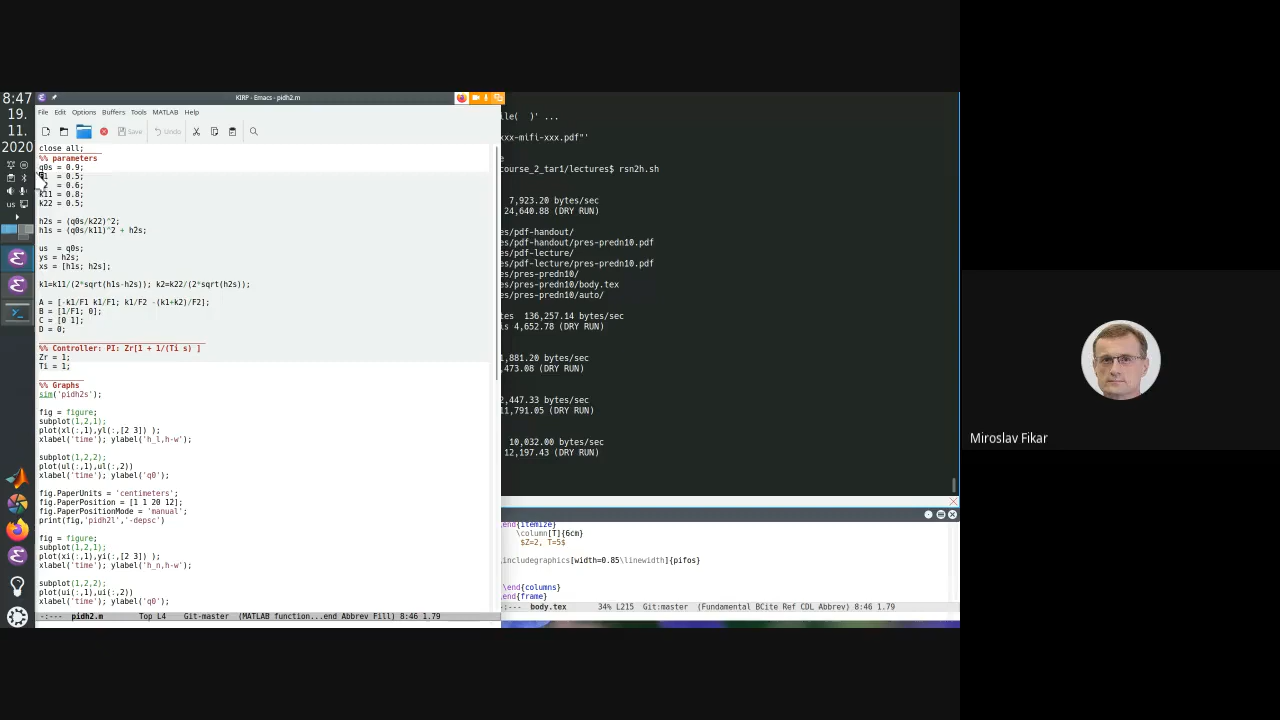 8:47
19.
11.
2020
us
KIRP - Emacs - pidh2.m
File Edit Options Buffers Tools MATLAB Help
Save Undo
close all;
%% parameters
q0s = 0.9;
1 = 0.5;
2 = 0.6;
k11 = 0.8;
k22 = 0.5;
h2s = (q0s/k22)^2;
h1s = (q0s/k11)^2 + h2s;
us = q0s;
ys = h2s;
xs = [h1s; h2s];
k1=k11/(2*sqrt(h1s-h2s)); k2=k22/(2*sqrt(h2s));
A = [-k1/F1 k1/F1; k1/F2 -(k1+k2)/F2];
B = [1/F1; 0];
C = [0 1];
D = 0;
%% Controller: PI: Zr[1 + 1/(Ti s) ]
Zr = 1;
Ti = 1;
%% Graphs
sim('pidh2s');
fig = figure;
subplot(1,2,1);
plot(xl(:,1),yl(:,[2 3]) );
xlabel('time'); ylabel('h_l,h-w');
subplot(1,2,2);
plot(ul(:,1),ul(:,2))
xlabel('time'); ylabel('q0');
fig.PaperUnits = 'centimeters';
fig.PaperPosition = [1 1 20 12];
fig.PaperPositionMode = 'manual';
print(fig,'pidh2l','-depsc')
fig = figure;
subplot(1,2,1);
plot(xi(:,1),yi(:,[2 3]) );
xlabel('time'); ylabel('h_n,h-w');
subplot(1,2,2);
plot(ui(:,1),ui(:,2))
xlabel('time'); ylabel('q0');
-:--- pidh2.m Top L4 Git-master (MATLAB function...end Abbrev Fill) 8:46 1.79
ile( )' ...
xxx-mifi-xxx.pdf"'
e
course_2_tar1/lectures$ rsn2h.sh
7,923.20 bytes/sec
24,640.88 (DRY RUN)
es/pdf-handout/
es/pdf-handout/pres-predn10.pdf
es/pdf-lecture/
es/pdf-lecture/pres-predn10.pdf
es/pres-predn10/
es/pres-predn10/body.tex
es/pres-predn10/auto/
tes 136,257.14 bytes/sec
is 4,652.78 (DRY RUN)
1,881.20 bytes/sec
,473.08 (DRY RUN)
2,447.33 bytes/sec
11,791.05 (DRY RUN)
10,032.00 bytes/sec
12,197.43 (DRY RUN)
end{itemize}
\column[T]{6cm}
$Z=2, T=5$
includegraphics[width=0.85\linewidth]{pifos}
\end{columns}
\end{frame}
-:--- body.tex 34% L215 Git:master (Fundamental BCite Ref CDL Abbrev) 8:46 1.79
Miroslav Fikar